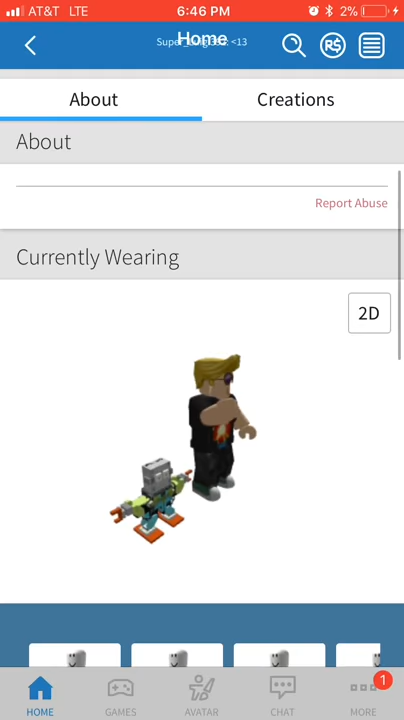 AT&T LTE 6:46 PM 2%
Home
<13
About Creations
About
Report Abuse
Currently Wearing
2D
R$
HOME GAMES AVATAR CHAT MORE
1